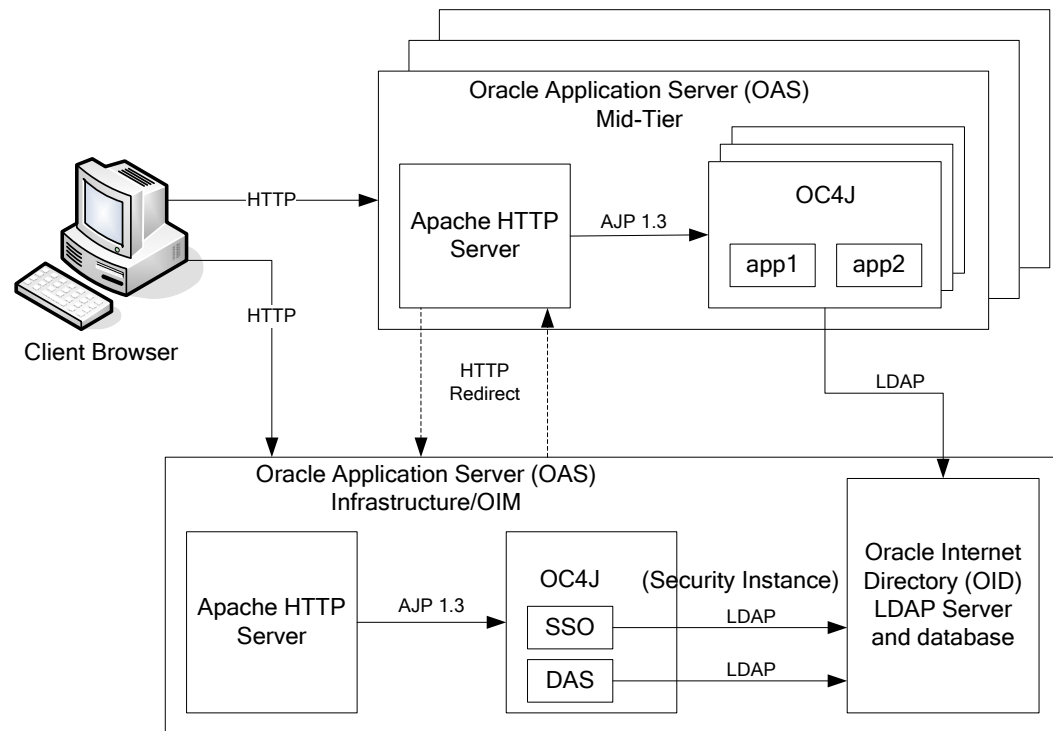 Oracle Application Server (OAS)
Mid-Tier
HTTP
Apache HTTP
Server
AJP 1.3
OC4J
app1
app2
HTTP
Client Browser
HTTP
Redirect
LDAP
Oracle Application Server (OAS)
Infrastructure/OIM
Apache HTTP
Server
AJP 1.3
OC4J
(Security Instance)
SSO
LDAP
DAS
LDAP
Oracle Internet
Directory (OID)
LDAP Server
and database